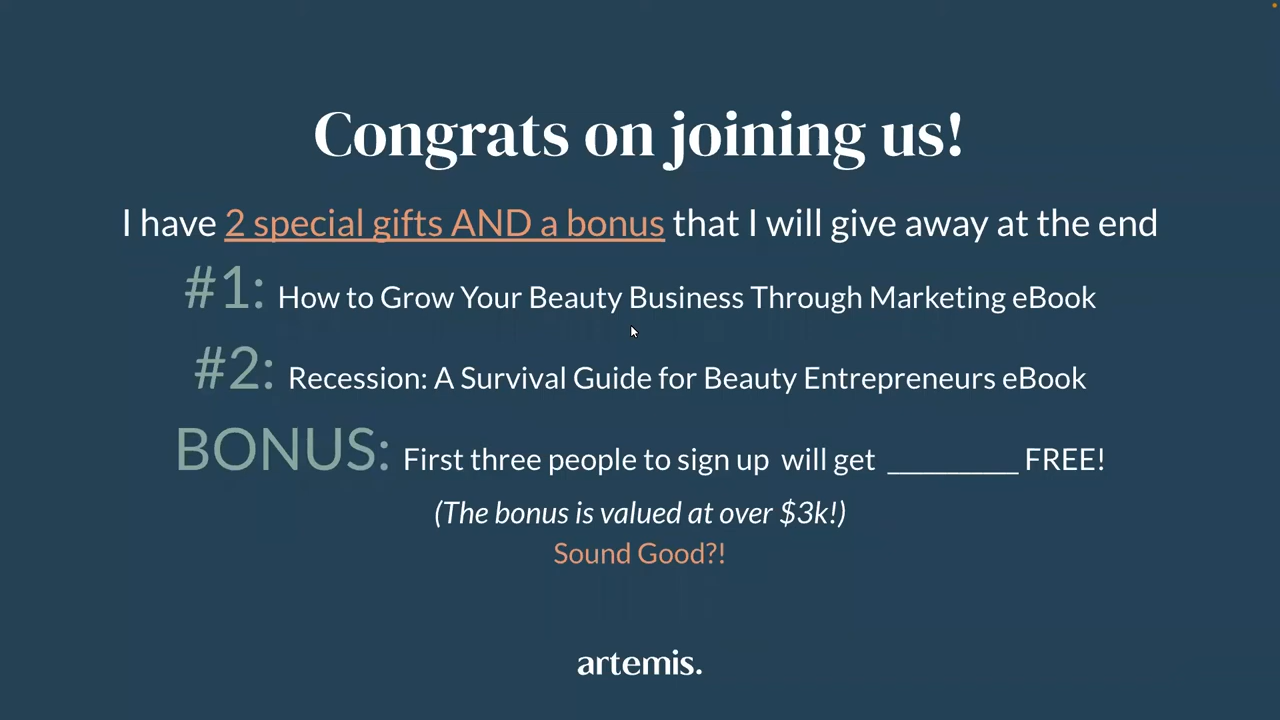 Congrats on joining us!
I have 2 special gifts AND a bonus that I will give away at the end
#1: How to Grow Your Beauty Business Through Marketing eBook
#2: Recession: A Survival Guide for Beauty Entrepreneurs eBook
BONUS: First three people to sign up will get _________ FREE!
(The bonus is valued at over $3k!)
Sound Good?!
artemis.